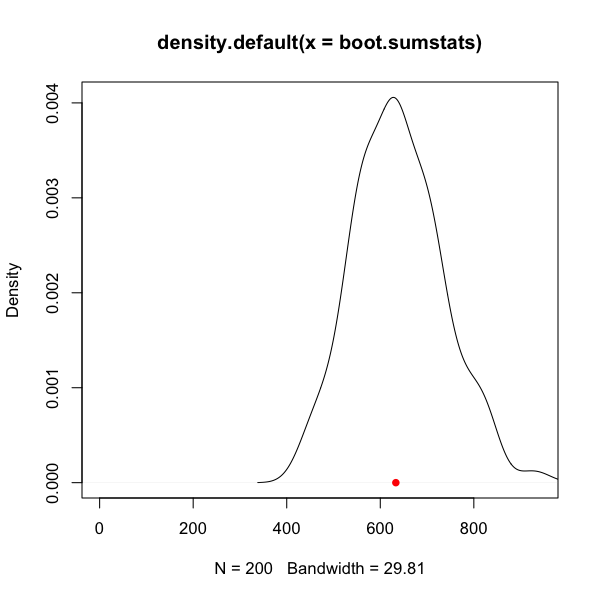 density.default(x = boot.sumstats)
Density
0.004
0.003
0.002
0.001
0.000
0 200 400 600 800
N = 200 Bandwidth = 29.81